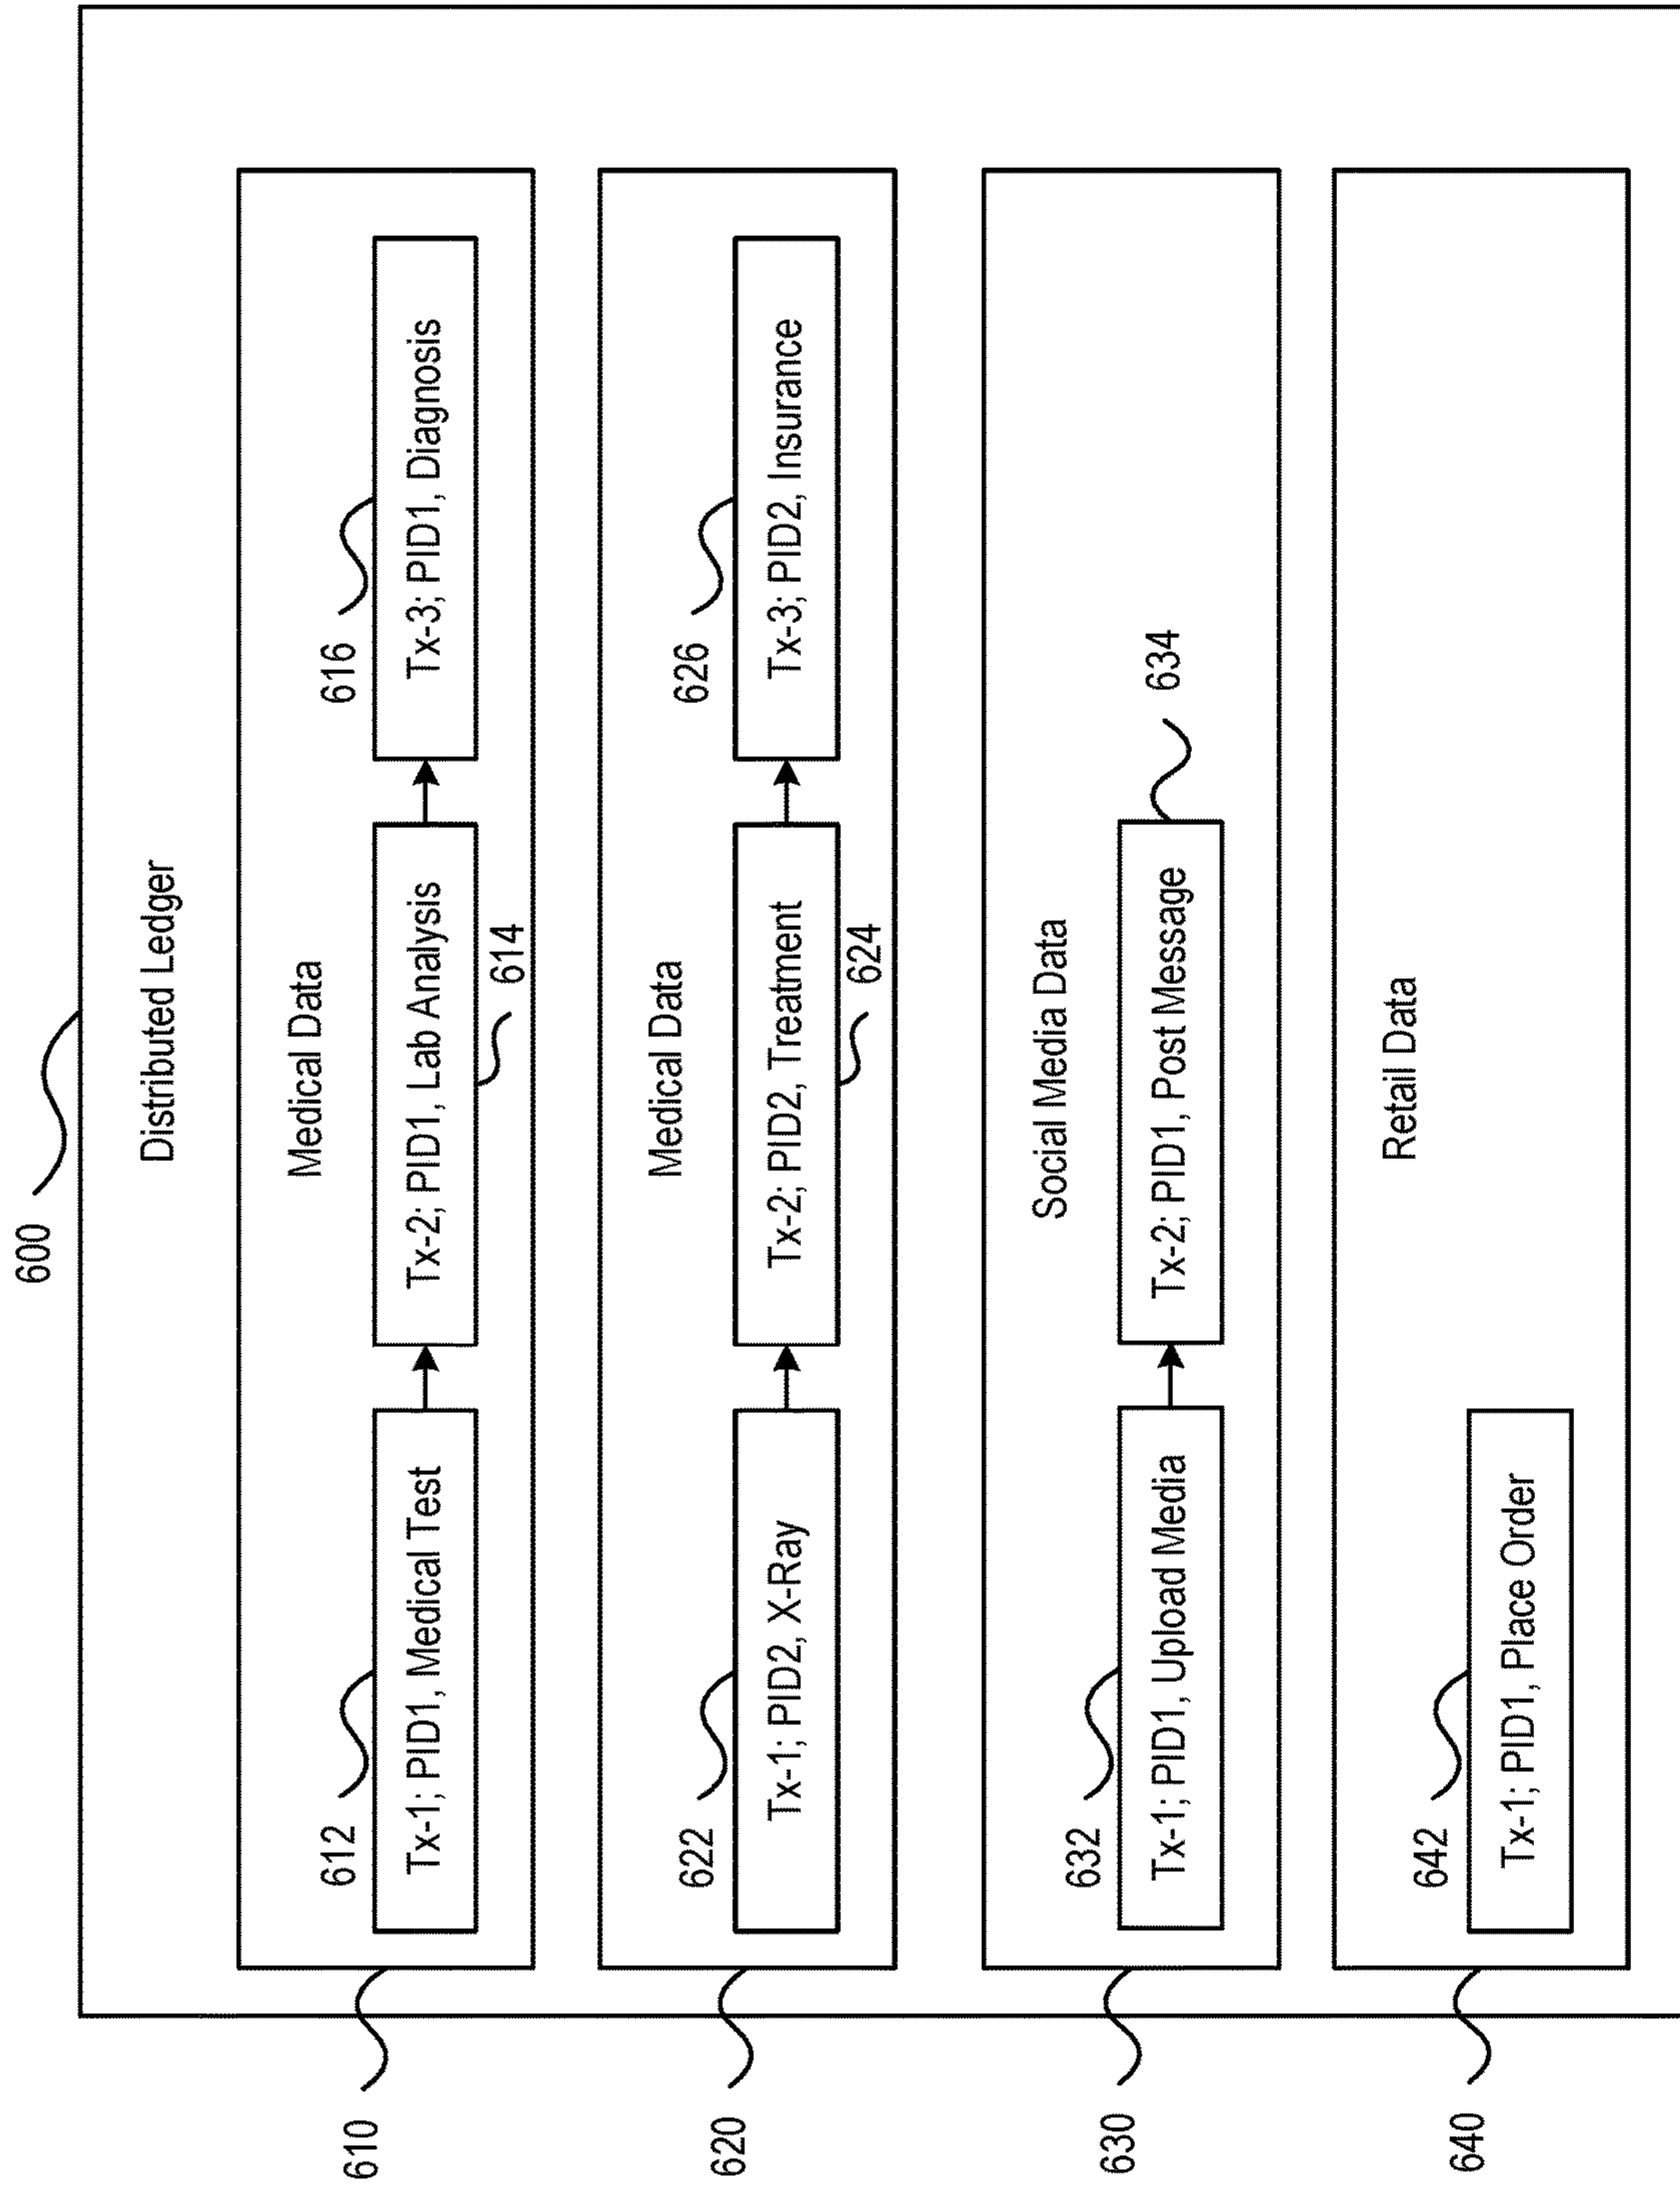 600
Distributed Ledger
610
Medical Data
612
Tx-1; PID1, Medical Test
Tx-2; PID1, Lab Analysis
614
616
Tx-3; PID1, Diagnosis
620
Medical Data
622
Tx-1; PID2, X-Ray
Tx-2; PID2, Treatment
624
626
Tx-3; PID2, Insurance
630
Social Media Data
632
Tx-1; PID1, Upload Media
Tx-2; PID1, Post Message
634
640
Retail Data
642
Tx-1; PID1, Place Order